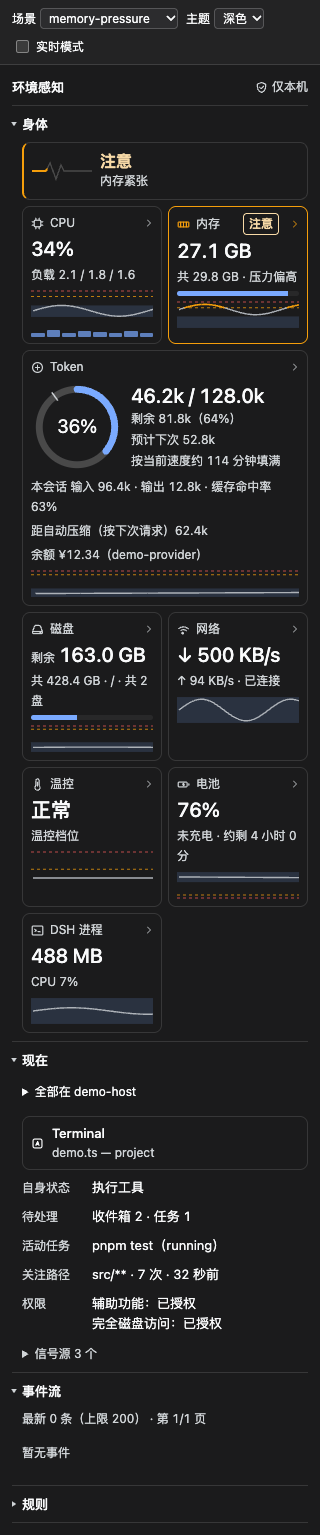 场景 memory-pressure 主题 深色
实时模式
环境感知 仅本机
身体
注意
内存紧张
CPU
34%
负载 2.1 / 1.8 / 1.6
内存 注意
27.1 GB
共 29.8 GB · 压力偏高
Token
36%
46.2k / 128.0k
剩余 81.8k（64%）
预计下次 52.8k
按当前速度约 114 分钟填满
本会话 输入 96.4k · 输出 12.8k · 缓存命中率
63%
距自动压缩（按下次请求）62.4k
余额 ¥12.34（demo-provider）
磁盘
剩余 163.0 GB
共 428.4 GB · / · 共 2
盘
网络
↓ 500 KB/s
↑ 94 KB/s · 已连接
温控
正常
温控档位
电池
76%
未充电 · 约剩 4 小时 0
分
DSH 进程
488 MB
CPU 7%
现在
全部在 demo-host
Terminal
demo.ts — project
自身状态 执行工具
待处理 收件箱 2 · 任务 1
活动任务 pnpm test（running）
关注路径 src/** · 7 次 · 32 秒前
权限 辅助功能：已授权
完全磁盘访问：已授权
信号源 3 个
事件流
最新 0 条（上限 200） · 第 1/1 页
暂无事件
规则